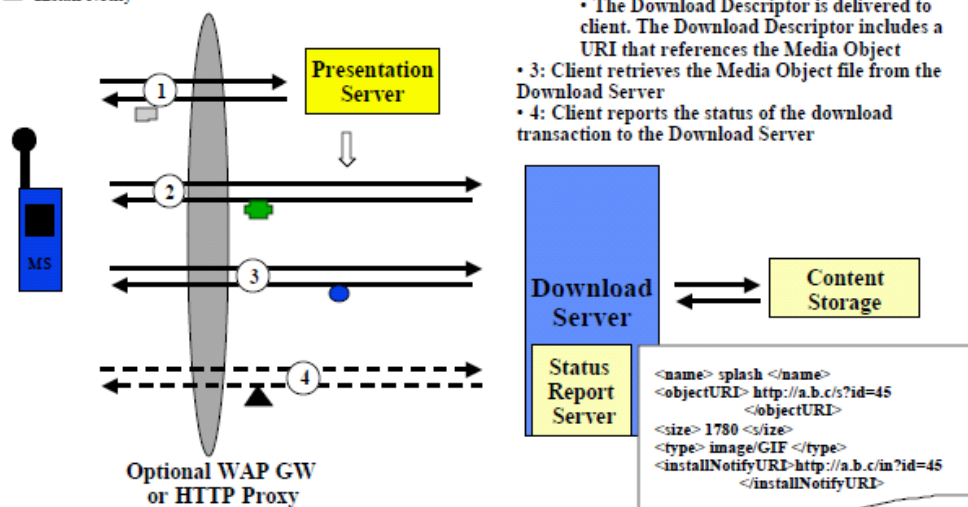 Install Notify
• The Download Descriptor is delivered to
client. The Download Descriptor includes a
URI that references the Media Object
• 3: Client retrieves the Media Object file from the
Download Server
• 4: Client reports the status of the download
transaction to the Download Server
1
Presentation
Server
2
MS
3
4
Optional WAP GW
or HTTP Proxy
Download
Server
Status
Report
Server
Content
Storage
<name> splash </name>
<objectURI> http://a.b.c/s?id=45
</objectURI>
<size> 1780 <s/ize>
<type> image/GIF </type>
<installNotifyURI>http://a.b.c/in?id=45
</installNotifyURI>